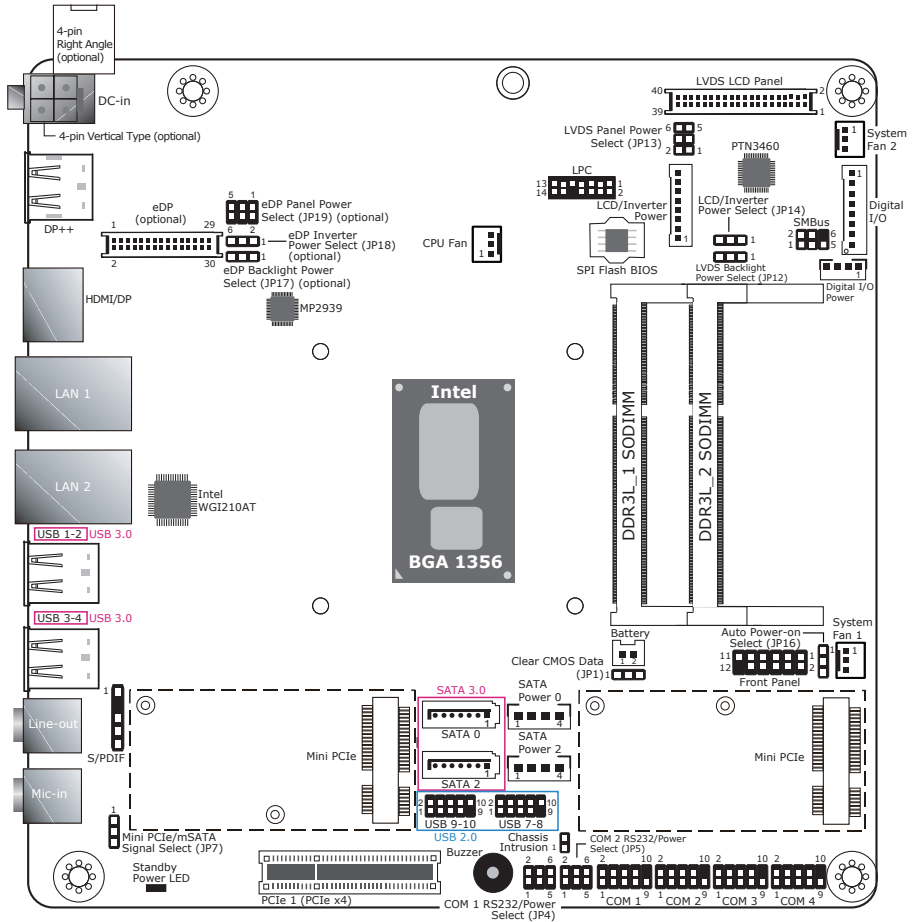 4-pin
Right Angle
(optional)
DC-in
4-pin Vertical Type (optional)
DP++
HDMI/DP
LAN 1
LAN 2
Intel
WGI210AT
USB 1-2 USB 3.0
USB 3-4 USB 3.0
Line-out
Mic-in
1
S/PDIF
1
Mini PCIe/mSATA
Signal Select (JP7)
Standby
Power LED
eDP
(optional)
1 29
2 30
5 1
6 2
eDP Panel Power
Select (JP19) (optional)
1
eDP Inverter
Power Select (JP18)
(optional)
1
eDP Backlight Power
Select (JP17) (optional)
MP2939
CPU Fan
1
LVDS LCD Panel
40 2
39 1
LVDS Panel Power
Select (JP13)
6 5
2 1
PTN3460
System
Fan 2
1
LPC
13 1
14 2
LCD/Inverter
Power
1
LCD/Inverter
Power Select (JP14)
1
SPI Flash BIOS
LVDS Backlight
Power Select (JP12)
1
SMBus
2 6
1 5
Digital
I/O
1
Digital I/O
Power
1
Intel
BGA 1356
DDR3L_1 SODIMM
DDR3L_2 SODIMM
Battery
1 2
Clear CMOS Data
(JP1)
1
Auto Power-on
Select (JP16)
1
System
Fan 1
1
11 1
12 2
Front Panel
Mini PCIe
SATA 3.0
1
SATA 0
1
SATA 2
SATA
Power 0
1 4
SATA
Power 2
1 4
Mini PCIe
2 10
1 9
USB 9-10
2 10
1 9
USB 7-8
USB 2.0
Chassis
Intrusion
1
Buzzer
PCIe 1 (PCIe x4)
2 6
1 5
COM 1 RS232/Power
Select (JP4)
2 6
1 5
COM 2 RS232/Power
Select (JP5)
2 10
1 9
COM 1
2 10
1 9
COM 2
2 10
1 9
COM 3
2 10
1 9
COM 4